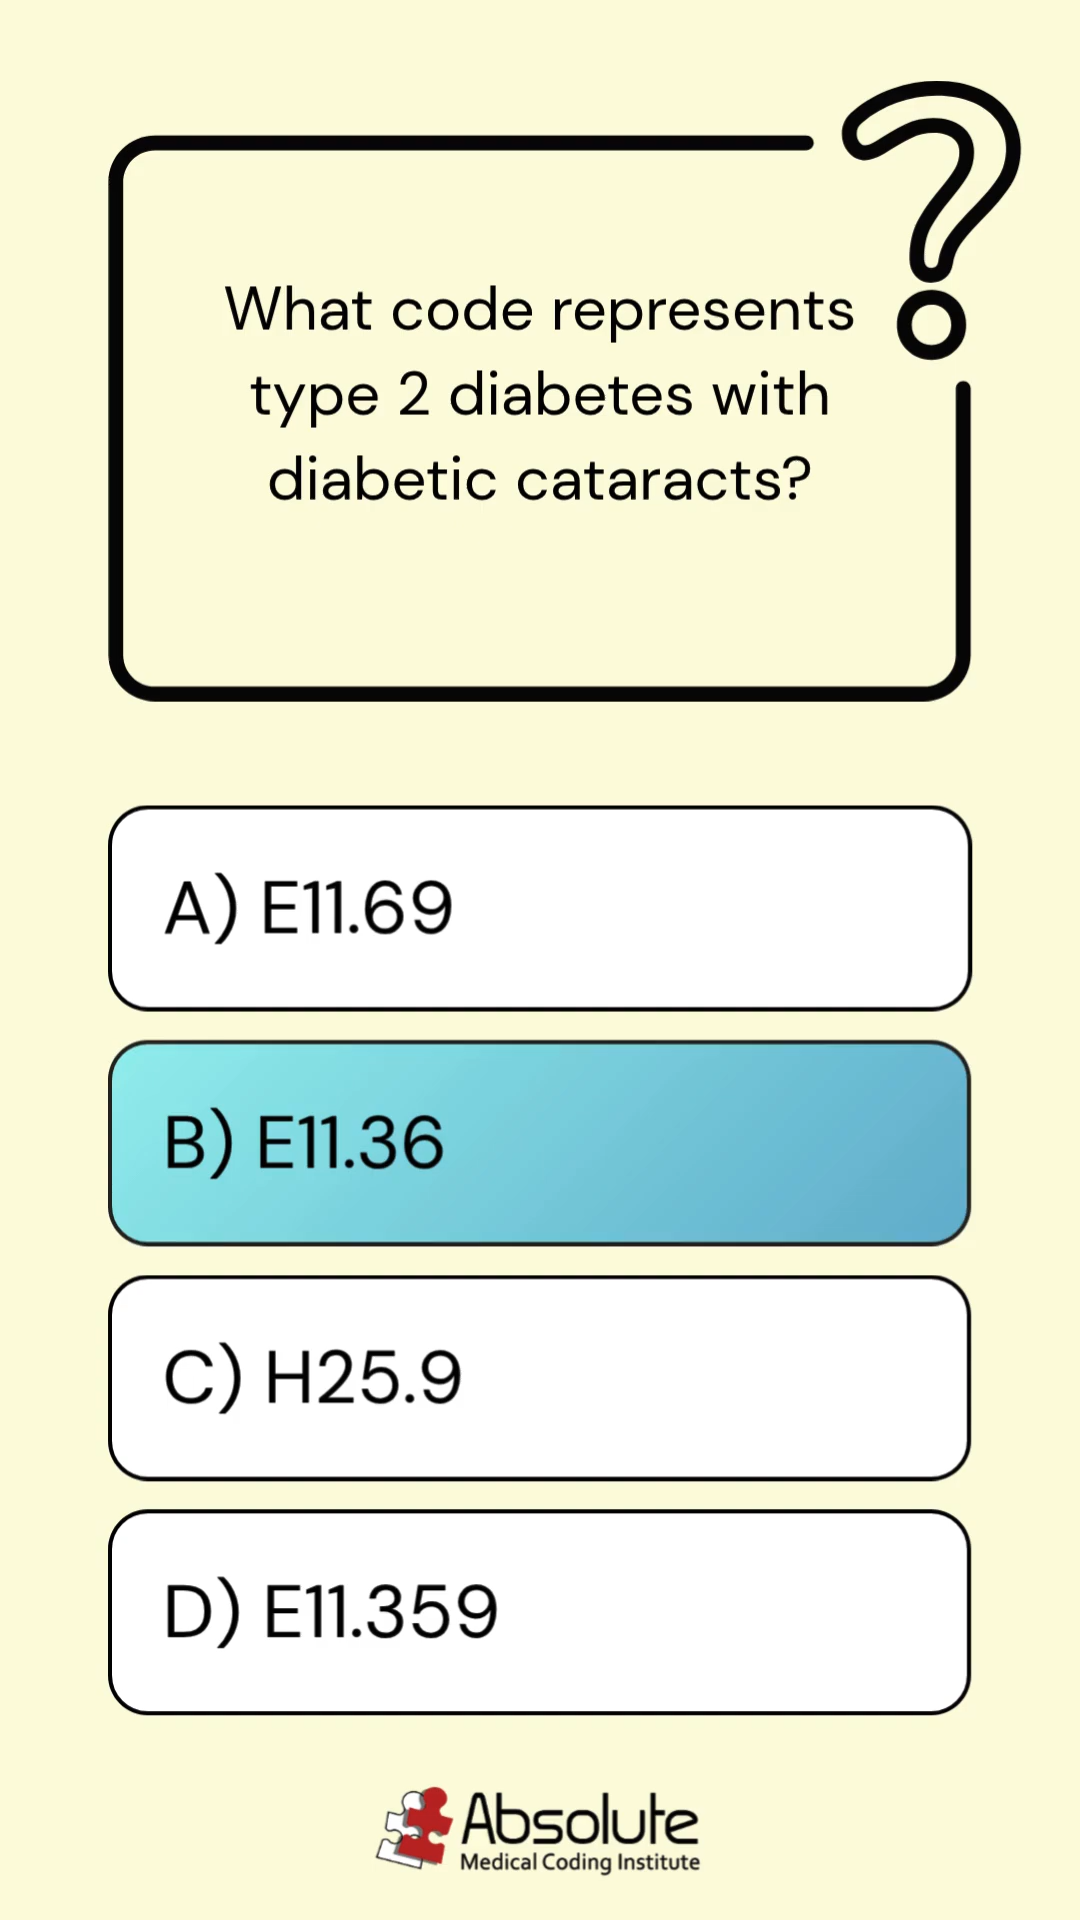 What code represents
type 2 diabetes with
diabetic cataracts?
A) E11.69
B) E11.36
C) H25.9
D) E11.359
Absolute
Medical Coding Institute